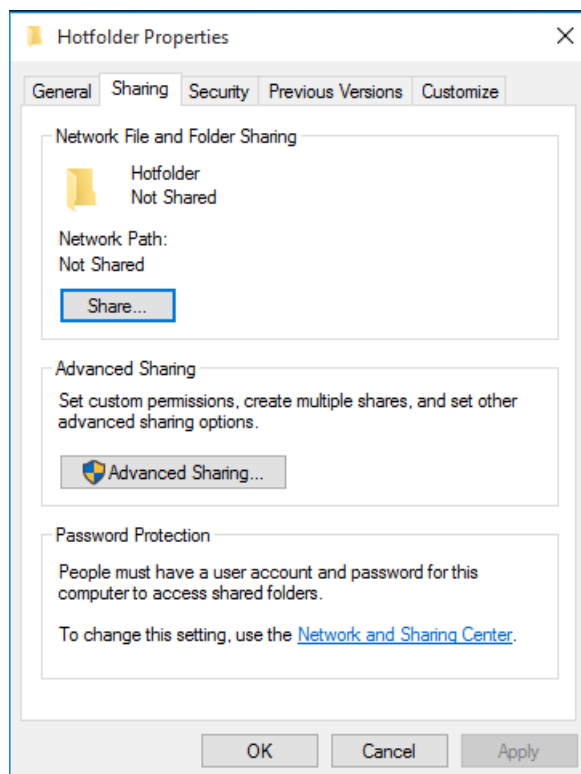 Hotfolder Properties
General Sharing Security Previous Versions Customize
Network File and Folder Sharing
Hotfolder
Not Shared
Network Path:
Not Shared
Share...
Advanced Sharing
Set custom permissions, create multiple shares, and set other
advanced sharing options.
Advanced Sharing...
Password Protection
People must have a user account and password for this
computer to access shared folders.
To change this setting, use the Network and Sharing Center.
OK Cancel Apply